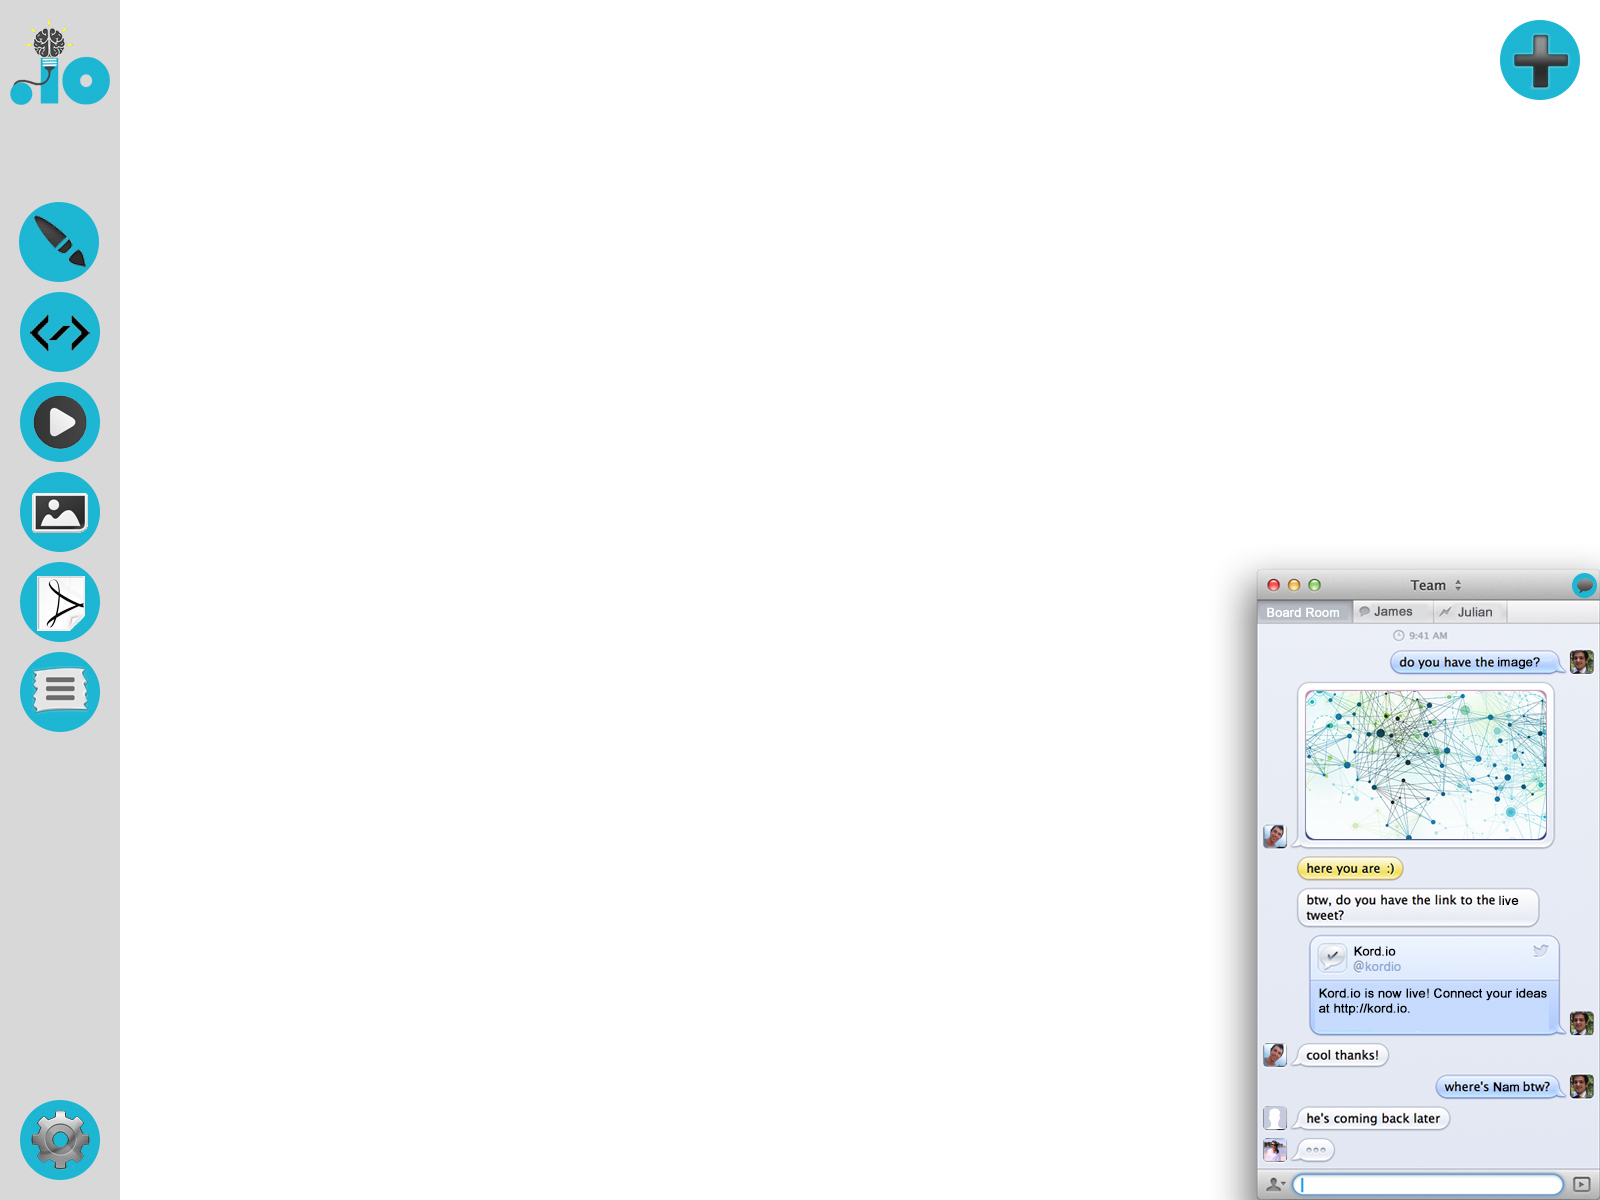 .io
Team
Board Room
James
Julian
9:41 AM
do you have the image?
here you are :)
btw, do you have the link to the live
tweet?
Kord.io
@kordio
Kord.io is now live! Connect your ideas
at http://kord.io.
cool thanks!
where's Nam btw?
he's coming back later